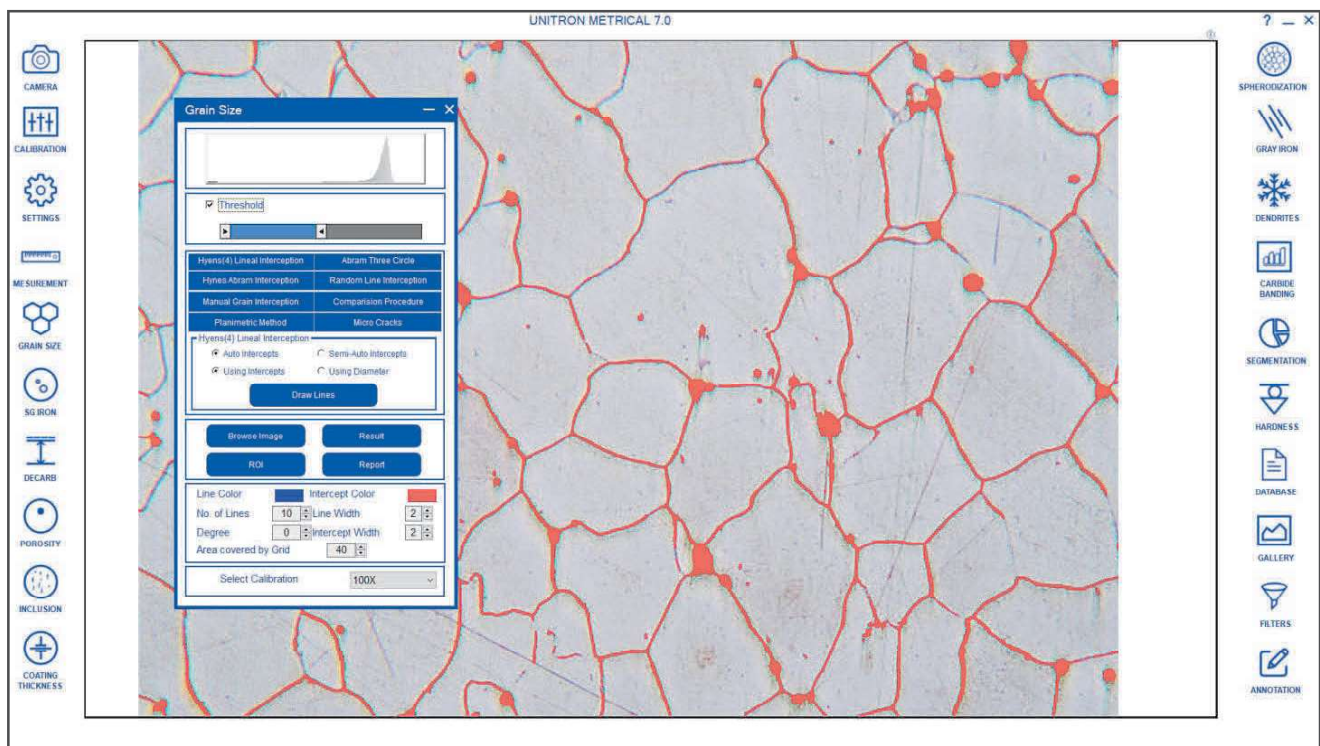 UNITRON METRICAL 7.0
? _ ×
CAMERA
CALIBRATION
SETTINGS
MESUREMENT
GRAIN SIZE
SG IRON
DECARB
POROSITY
INCLUSION
COATING
THICKNESS
Grain Size
Threshold
Hyens(4) Lineal Interception Abram Three Circle
Hynes Abram Interception Random Line Interception
Manual Grain Interception Comparision Procedure
Planimetric Method Micro Cracks
Hyens(4) Lineal Interception
Auto Intercepts Semi-Auto Intercepts
Using Intercepts Using Diameter
Draw Lines
Browse Image Result
ROI Report
Line Color Intercept Color
No. of Lines 10 Line Width 2
Degree 0 Intercept Width 2
Area covered by Grid 40
Select Calibration 100X
SPHERODIZATION
GRAY IRON
DENDRITES
CARBIDE
BANDING
SEGMENTATION
HARDNESS
DATABASE
GALLERY
FILTERS
ANNOTATION